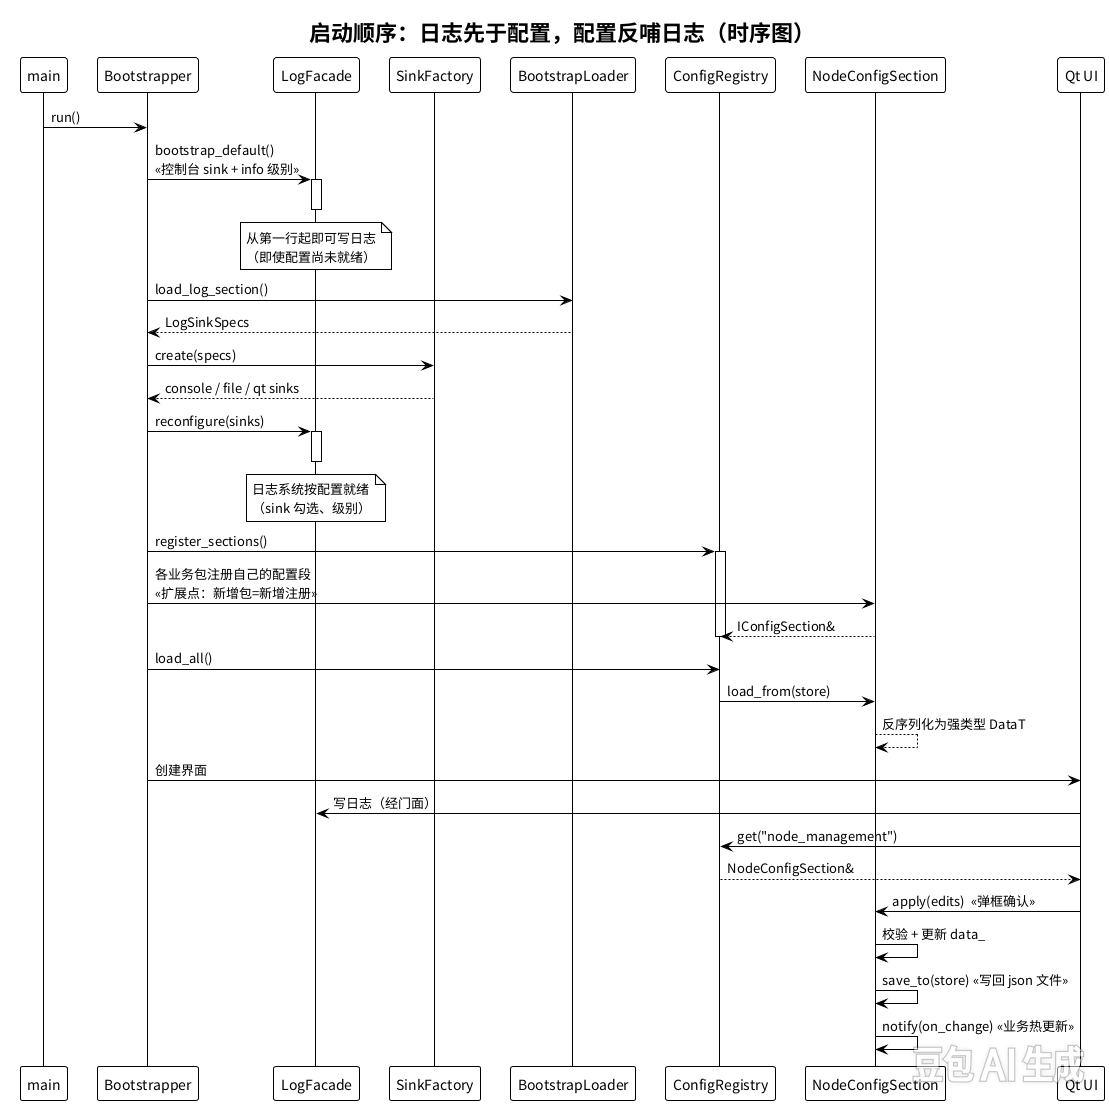 启动顺序：日志先于配置，配置反哺日志（时序图）
main
Bootstrapper
LogFacade
SinkFactory
BootstrapLoader
ConfigRegistry
NodeConfigSection
Qt UI
run()
bootstrap_default()
«控制台 sink + info 级别»
从第一行起即可写日志
（即使配置尚未就绪）
load_log_section()
LogSinkSpecs
create(specs)
console / file / qt sinks
reconfigure(sinks)
日志系统按配置就绪
（sink 勾选、级别）
register_sections()
各业务包注册自己的配置段
«扩展点：新增包=新增注册»
IConfigSection&
load_all()
load_from(store)
反序列化为强类型 DataT
创建界面
写日志（经门面）
get("node_management")
NodeConfigSection&
apply(edits) «弹框确认»
校验 + 更新 data_
save_to(store) «写回 json 文件»
notify(on_change) «业务热更新»
main
Bootstrapper
LogFacade
SinkFactory
BootstrapLoader
ConfigRegistry
NodeConfigSection
Qt UI
豆包 AI 生成